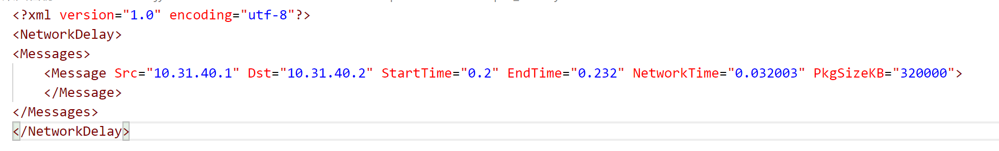 <?xml version="1.0" encoding="utf-8"?>
<NetworkDelay>
<Messages>
<Message Src="10.31.40.1" Dst="10.31.40.2" StartTime="0.2" EndTime="0.232" NetworkTime="0.032003" PkgSizeKB="320000">
</Message>
</Messages>
</NetworkDelay>